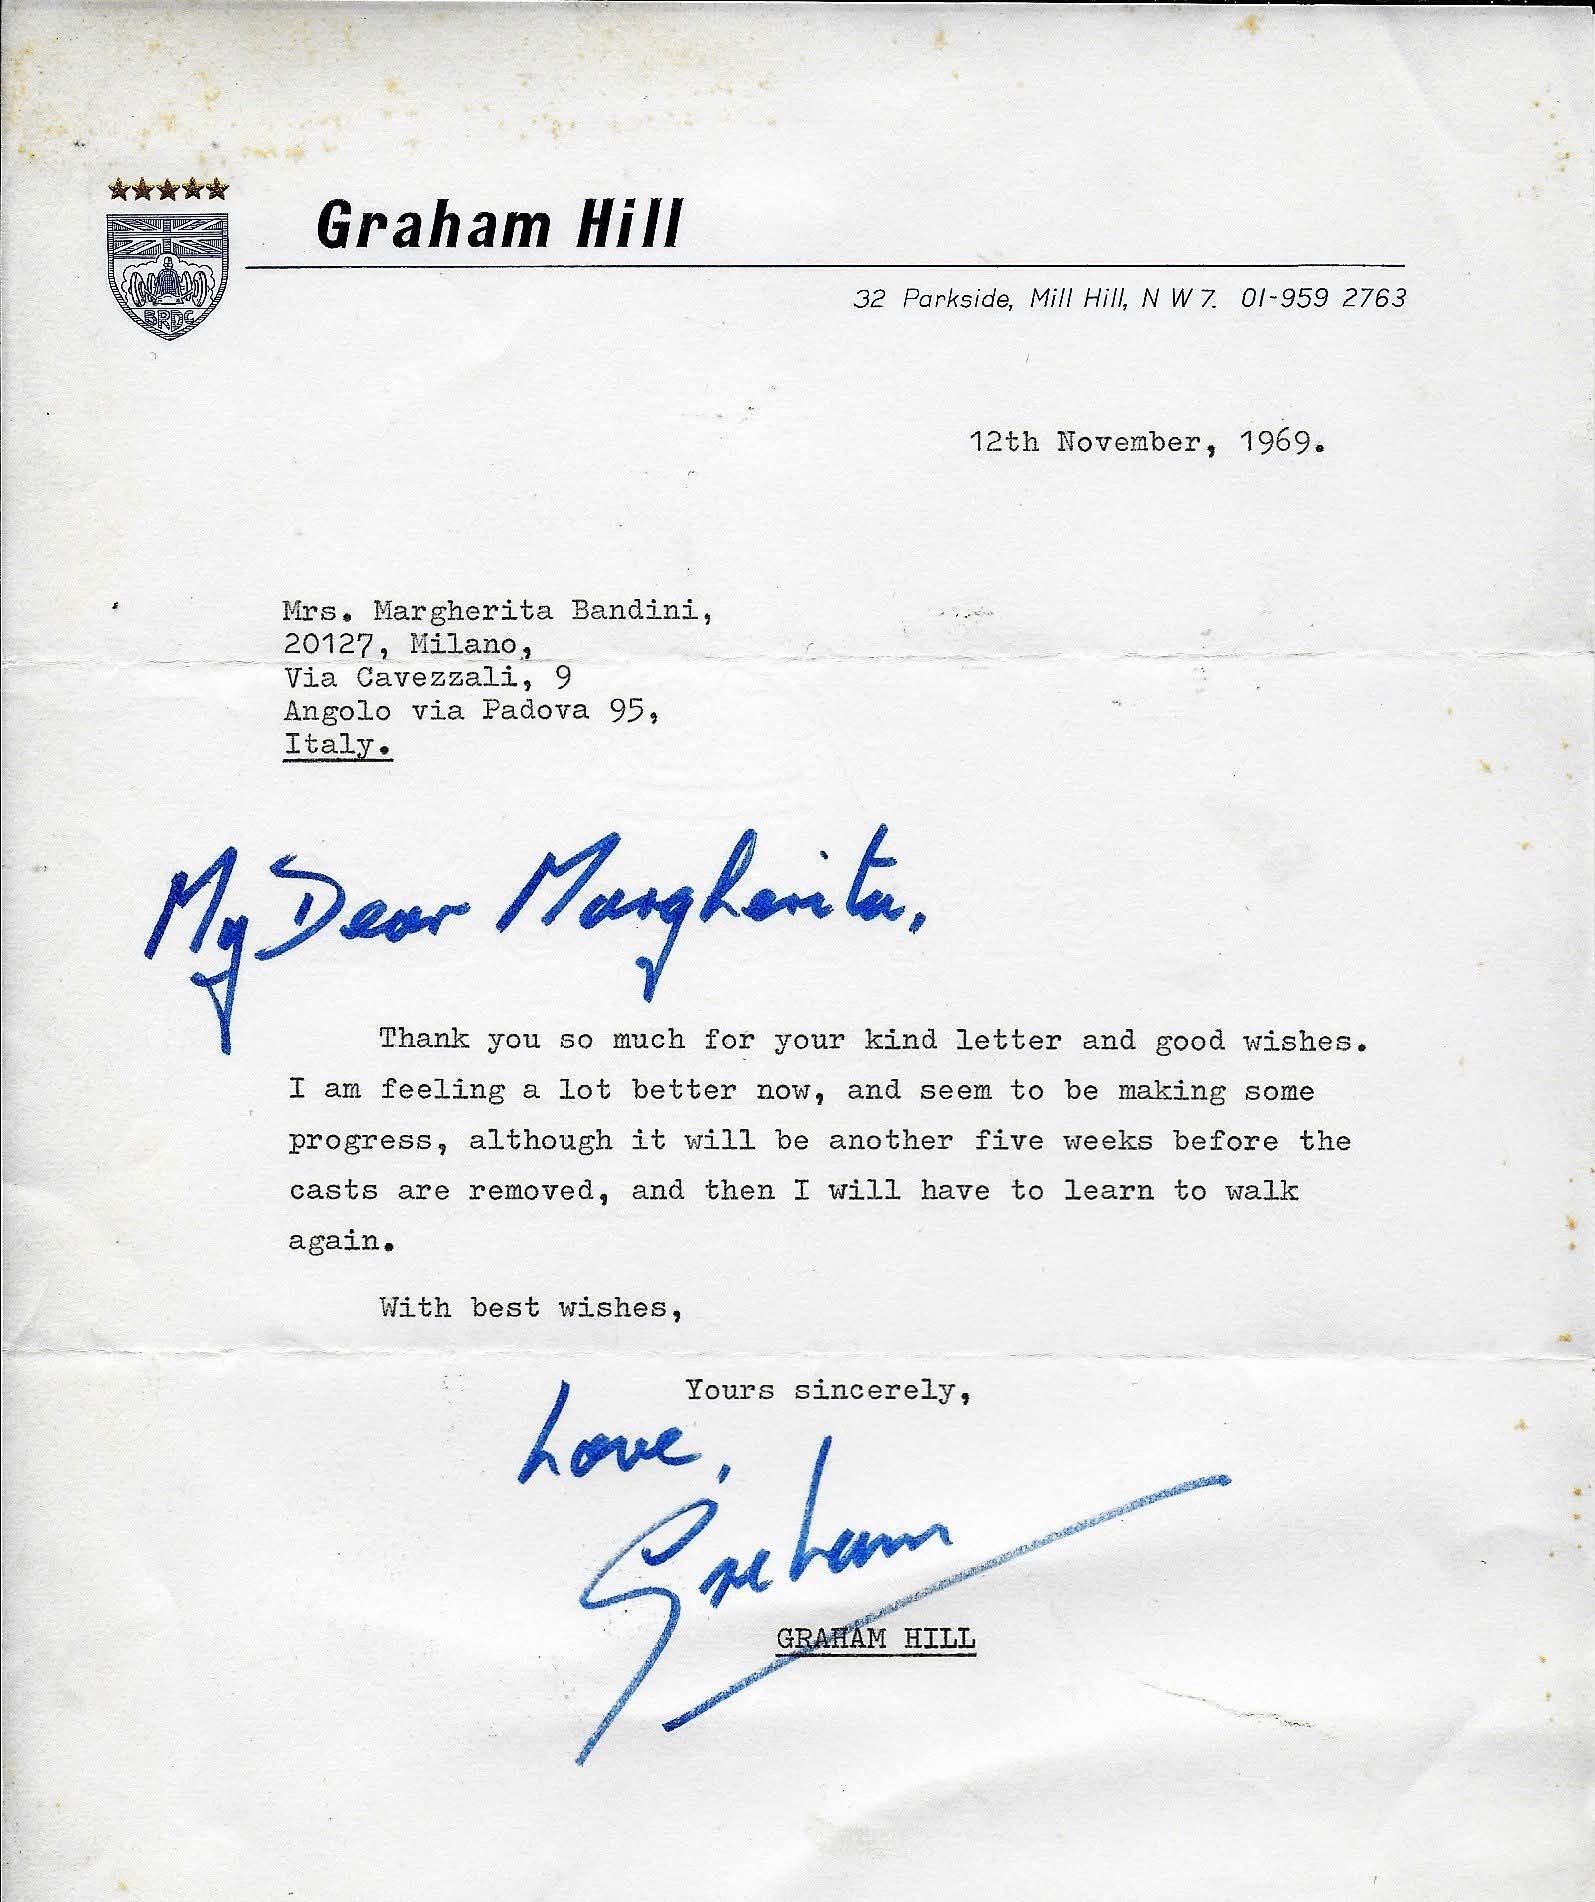 Graham Hill
BRDC
32 Parkside, Mill Hill, N W 7. 01-959 2763
12th November, 1969.
Mrs. Margherita Bandini,
20127, Milano,
Via Cavezzali, 9
Angolo via Padova 95,
Italy.
My Dear Margherita,
Thank you so much for your kind letter and good wishes.
I am feeling a lot better now, and seem to be making some
progress, although it will be another five weeks before the
casts are removed, and then I will have to learn to walk
again.
With best wishes,
Yours sincerely,
Love,
Graham
GRAHAM HILL